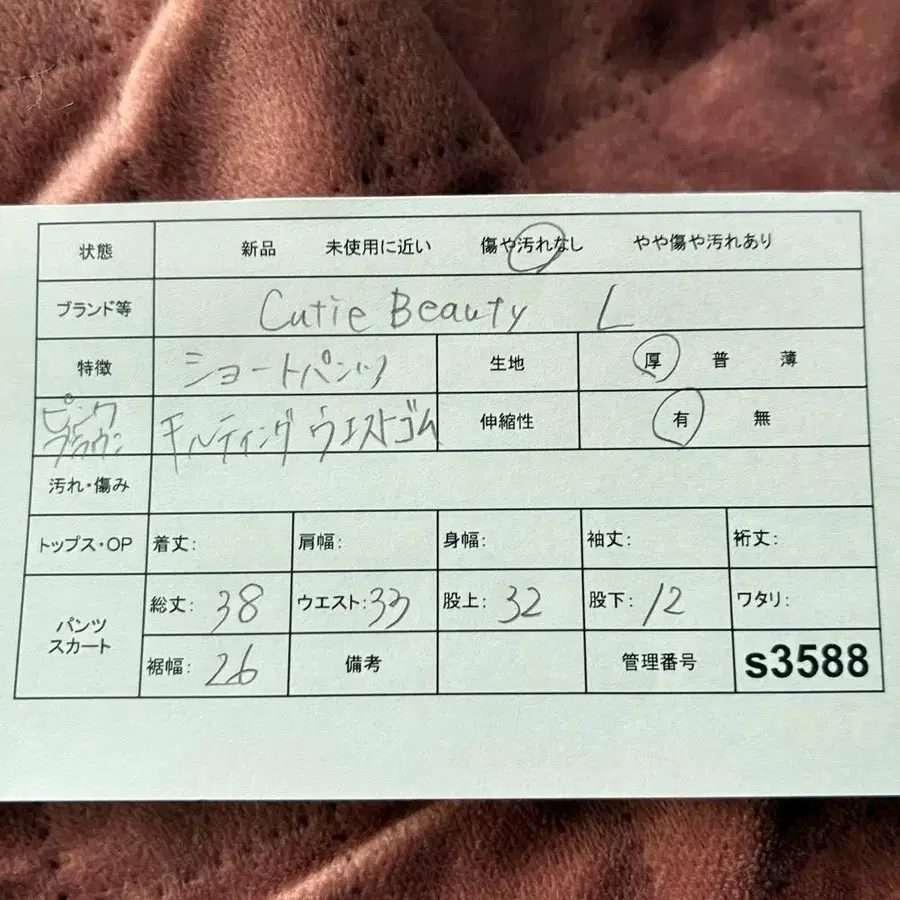 状態 新品 未使用に近い 傷や汚れなし やや傷や汚れあり
ブランド等 Cutie Beauty L
特徴 ショートパンツ 生地 厚 普 薄
ピンク
ブラウン キルティング ウエストゴム 伸縮性 有 無
汚れ・傷み
トップス・OP 着丈: 肩幅: 身幅: 袖丈: 裄丈:
パンツ
スカート 総丈: 38 ウエスト: 33 股上: 32 股下: 12 ワタリ:
裾幅: 26 備考 管理番号 s3588